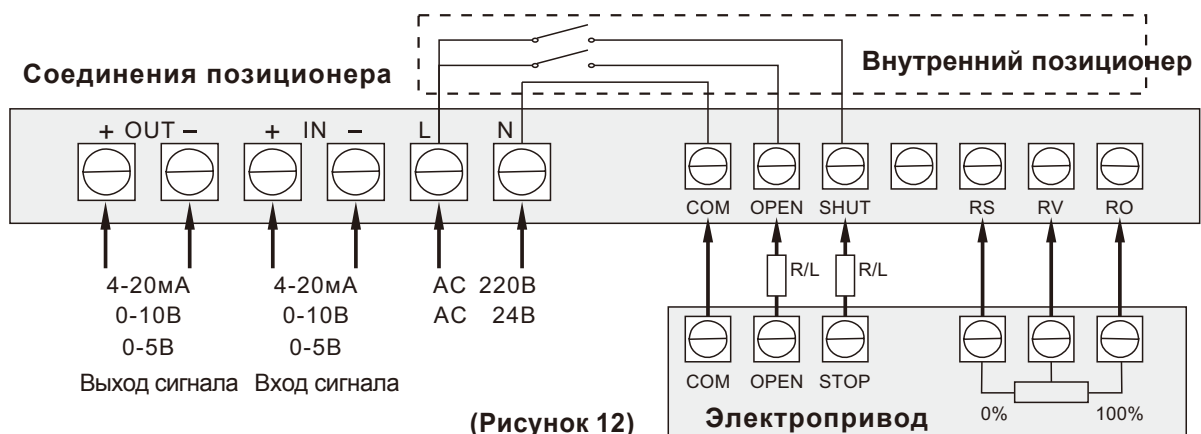 Внутренний позиционер
Соединения позиционера
+ OUT − + IN − L N
COM OPEN SHUT RS RV RO
R/L R/L
4-20мА 4-20мА AC 220В
0-10В 0-10В AC 24В
0-5В 0-5В
Выход сигнала Вход сигнала
COM OPEN STOP
0% 100%
(Рисунок 12) Электропривод